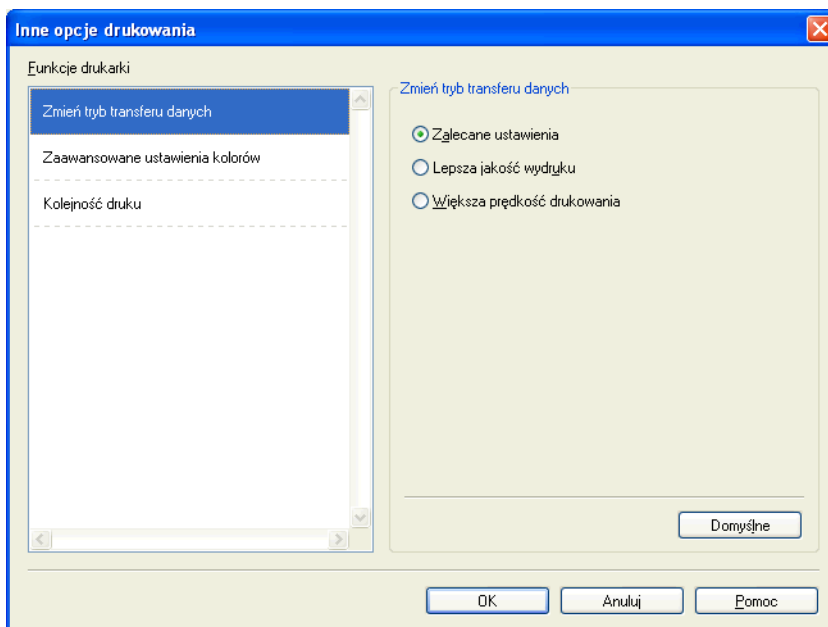 Inne opcje drukowania
Funkcje drukarki
Zmień tryb transferu danych
Zaawansowane ustawienia kolorów
Kolejność druku
Zmień tryb transferu danych
Zalecane ustawienia
Lepsza jakość wydruku
Większa prędkość drukowania
Domyślne
OK
Anuluj
Pomoc